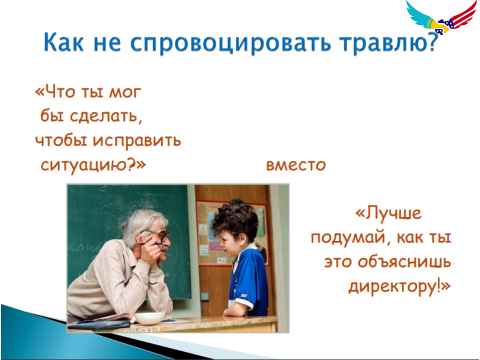 Как не спровоцировать травлю?
«Что ты мог
бы сделать,
чтобы исправить
ситуацию?»
вместо
«Лучше
подумай, как ты
это объяснишь
директору!»